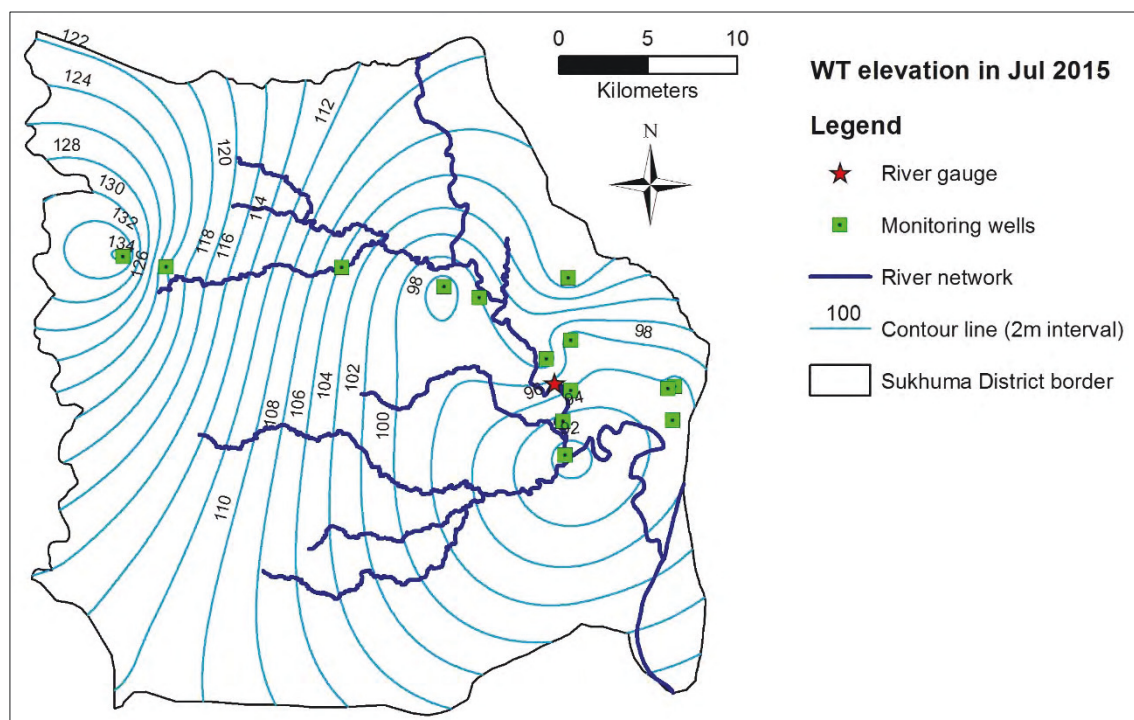 122
124
128
130
132
134
126
120
118
116
114
112
0 5 10
Kilometers
N
98
98
96
94
92
102
104
106
108
100
110
WT elevation in Jul 2015
Legend
River gauge
Monitoring wells
River network
100
Contour line (2m interval)
Sukhuma District border